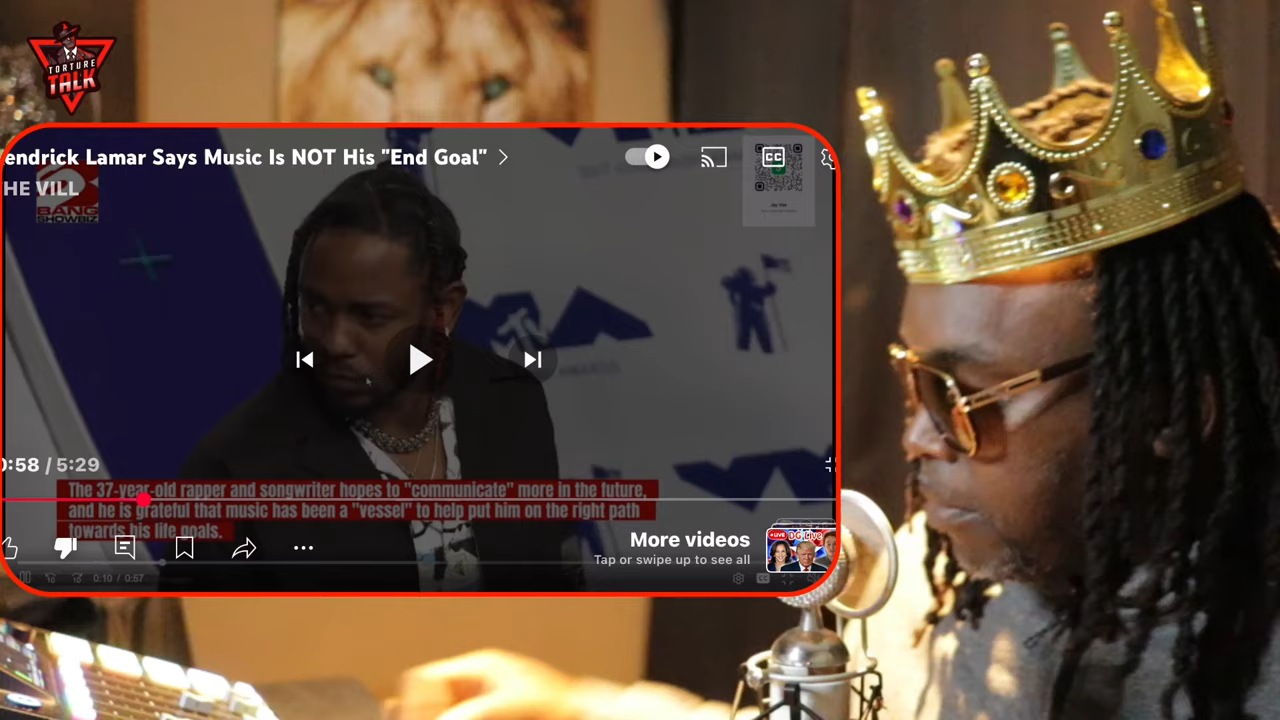 TORTURE
TALK
endrick Lamar Says Music Is NOT His "End Goal"
HE VILL
BANG
SHOWBIZ
CC
:58 / 5:29
The 37-year-old rapper and songwriter hopes to "communicate" more in the future,
and he is grateful that music has been a "vessel" to help put him on the right path
towards his life goals.
More videos
Tap or swipe up to see all
LIVE
DG Live
0:10 / 0:57